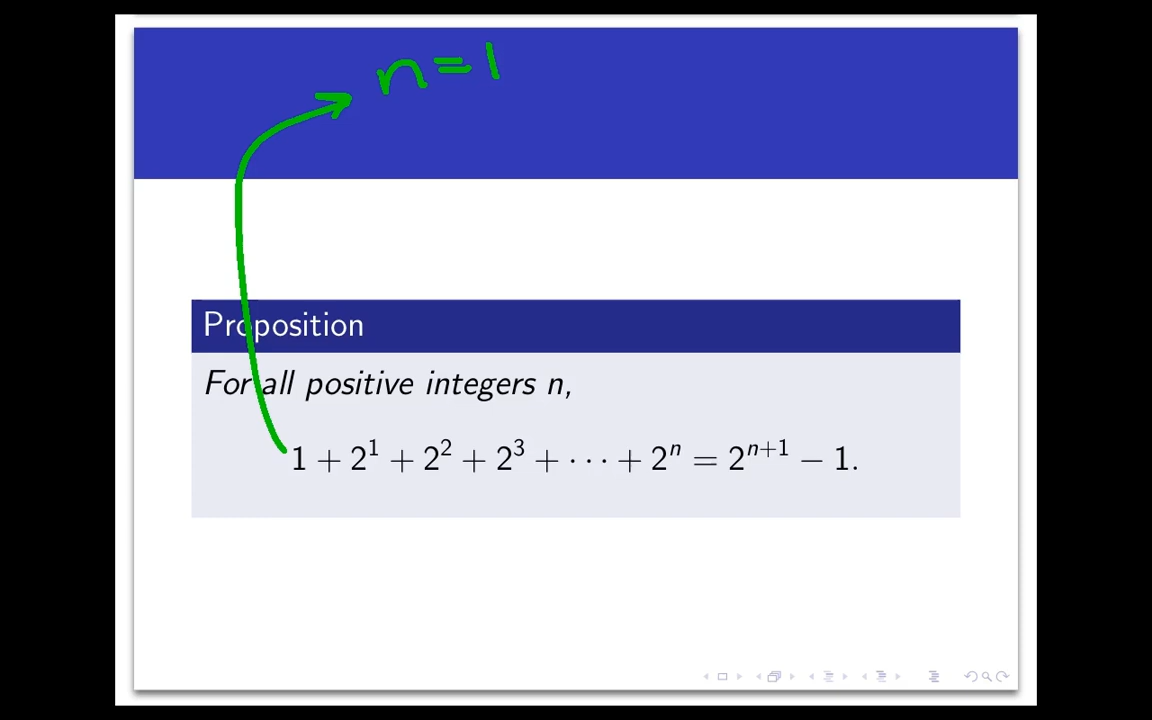 n=1
Proposition
For all positive integers n,
1 + 2¹ + 2² + 2³ + · · · + 2ⁿ = 2ⁿ⁺¹ − 1.